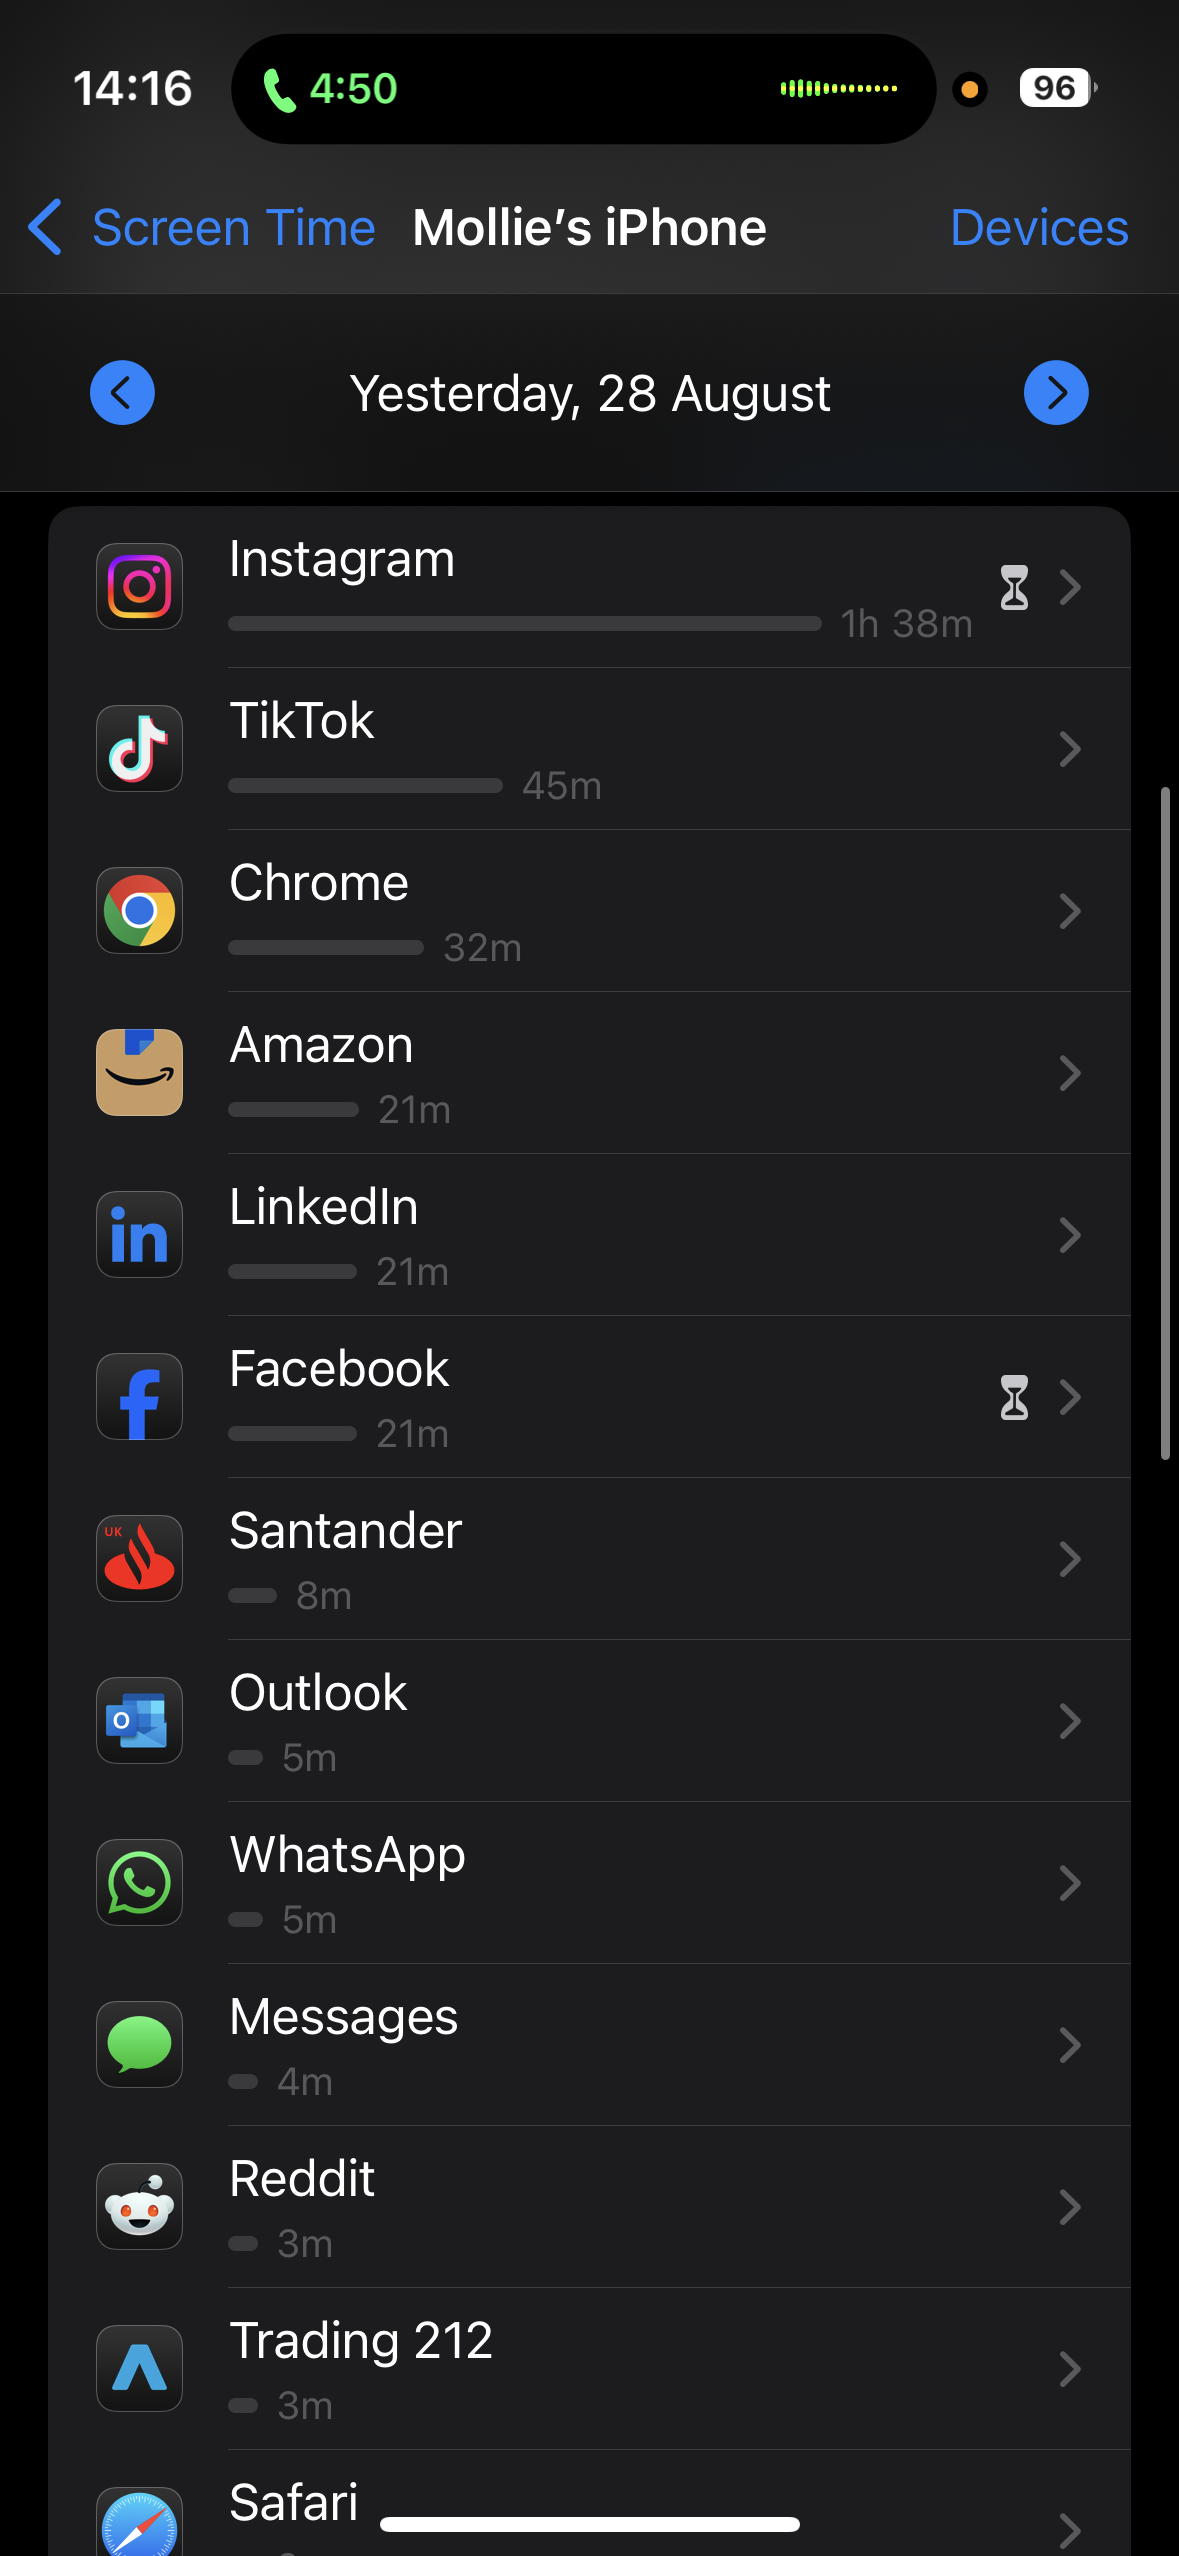 14:16 4:50 96
Screen Time Mollie’s iPhone Devices
Yesterday, 28 August
Instagram
1h 38m
TikTok
45m
Chrome
32m
Amazon
21m
in LinkedIn
21m
Facebook
21m
UK Santander
8m
Outlook
5m
WhatsApp
5m
Messages
4m
Reddit
3m
Trading 212
3m
Safari